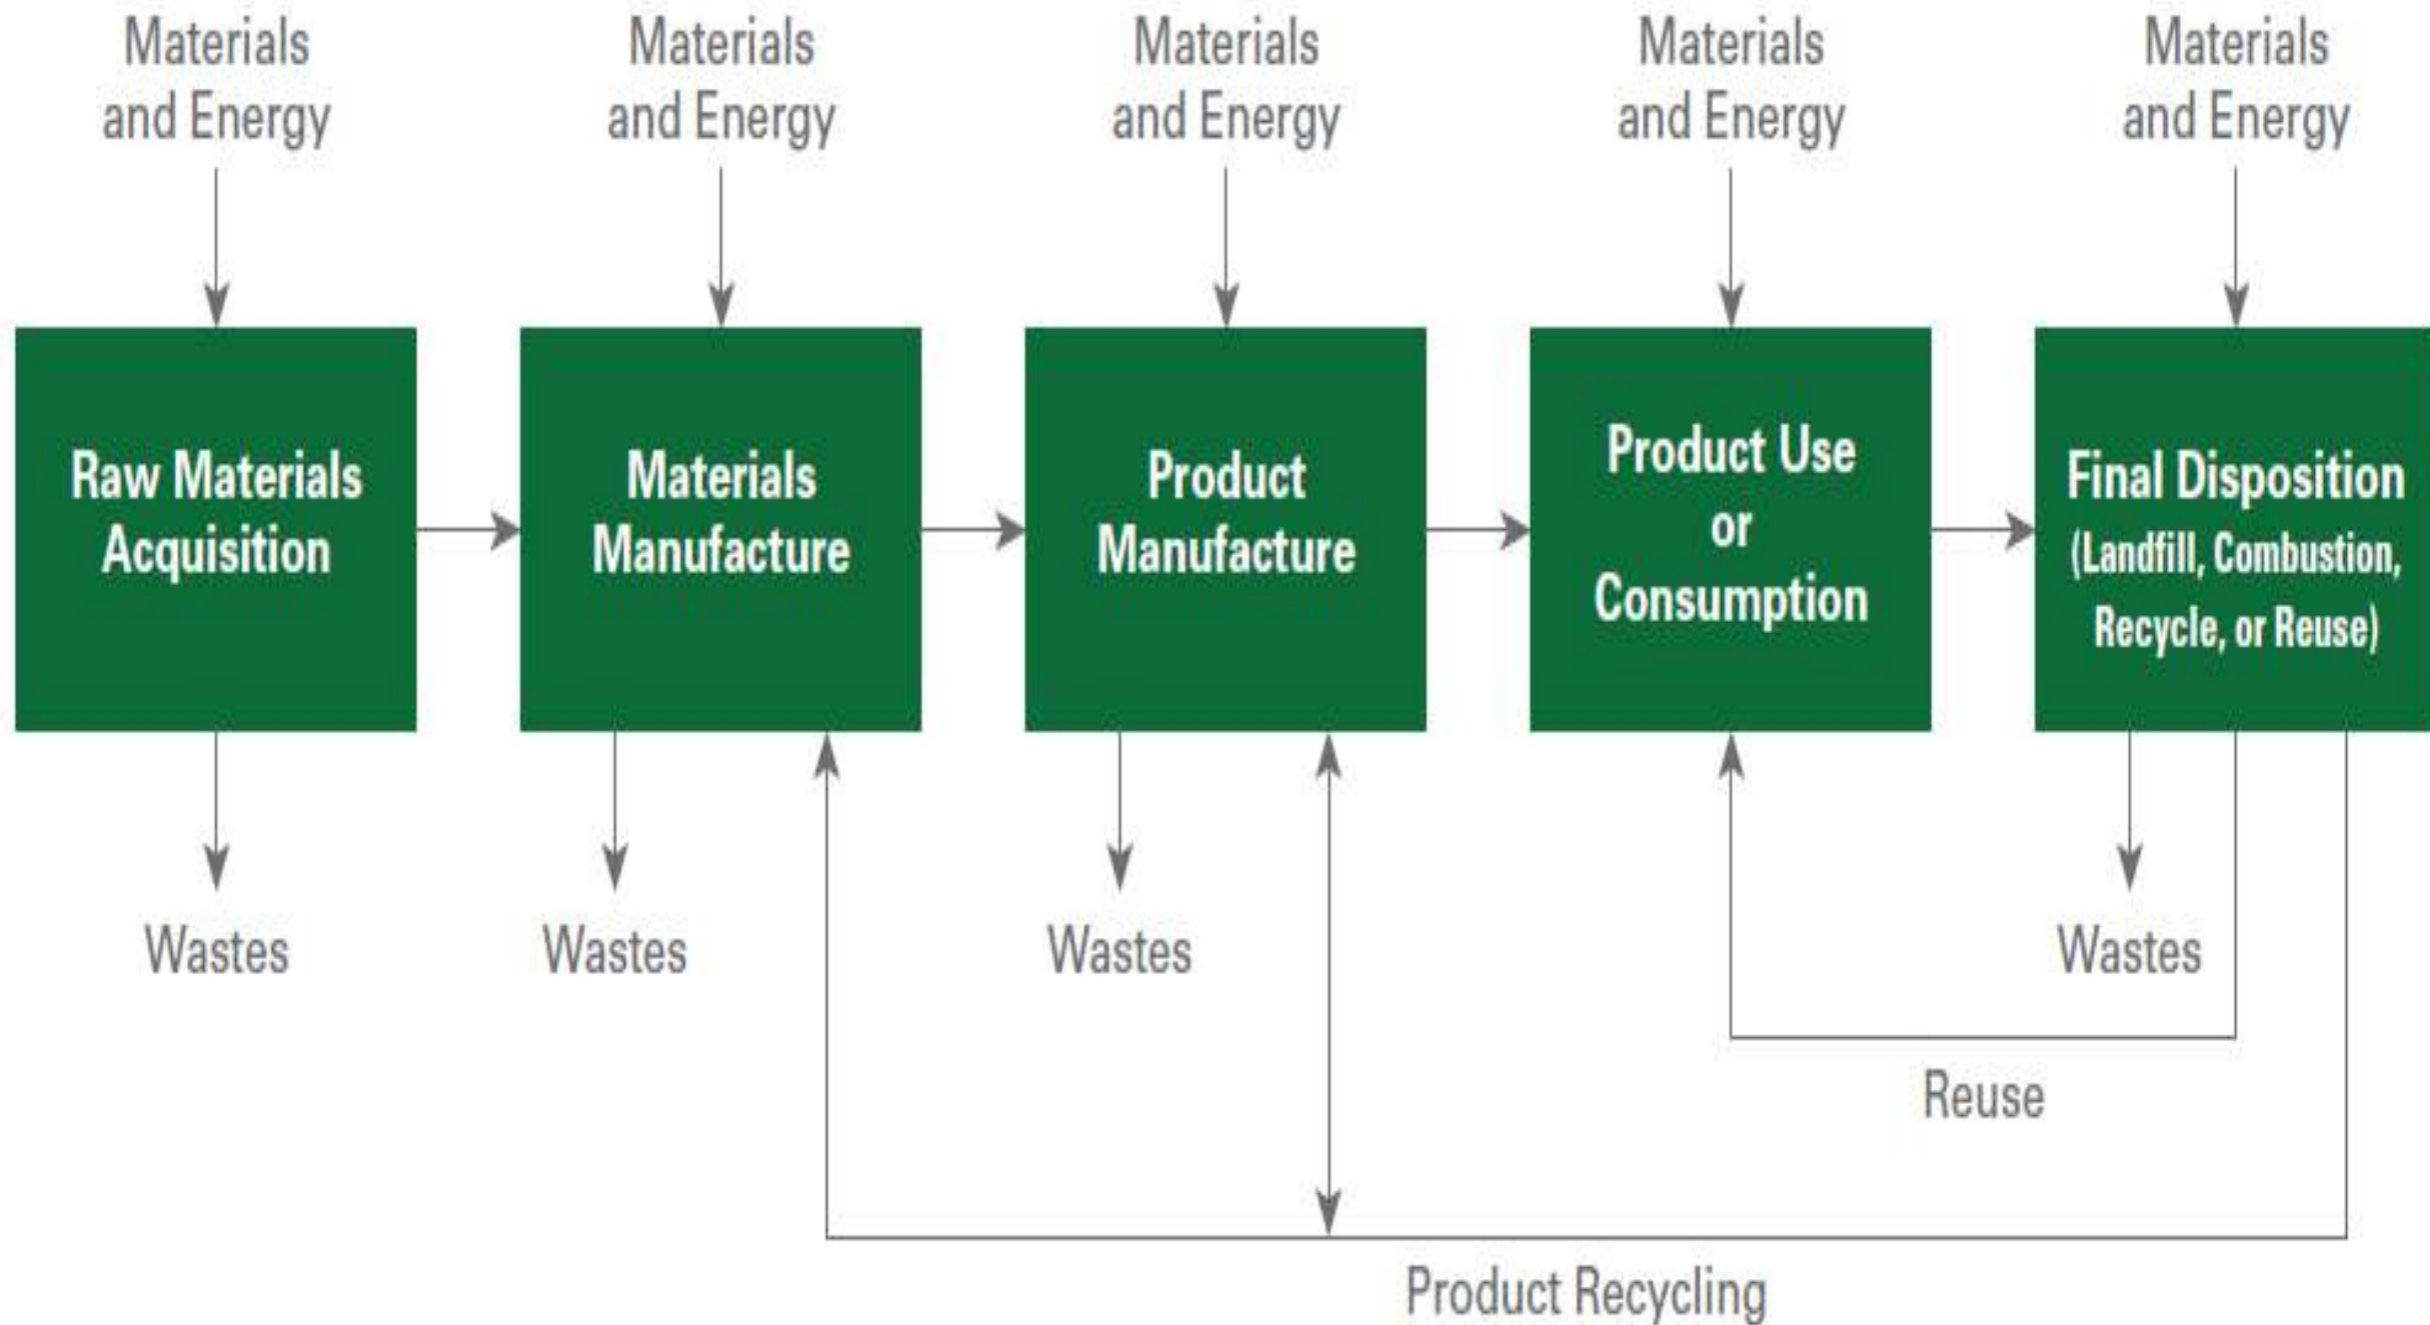 Materials
and Energy
Materials
and Energy
Materials
and Energy
Materials
and Energy
Materials
and Energy
Raw Materials
Acquisition
Materials
Manufacture
Product
Manufacture
Product Use
or
Consumption
Final Disposition
(Landfill, Combustion,
Recycle, or Reuse)
Wastes
Wastes
Wastes
Wastes
Reuse
Product Recycling